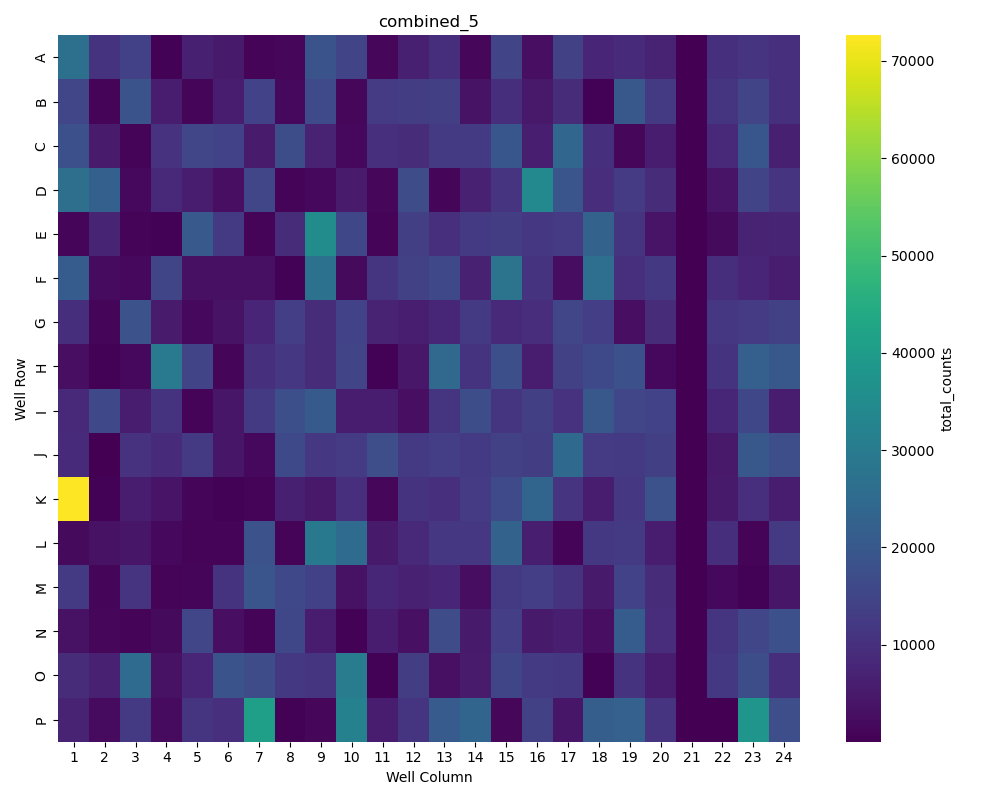 combined_5
Well Row
A
B
C
D
E
F
G
H
I
J
K
L
M
N
O
P
1 2 3 4 5 6 7 8 9 10 11 12 13 14 15 16 17 18 19 20 21 22 23 24
Well Column
70000
60000
50000
40000
30000
20000
10000
total_counts